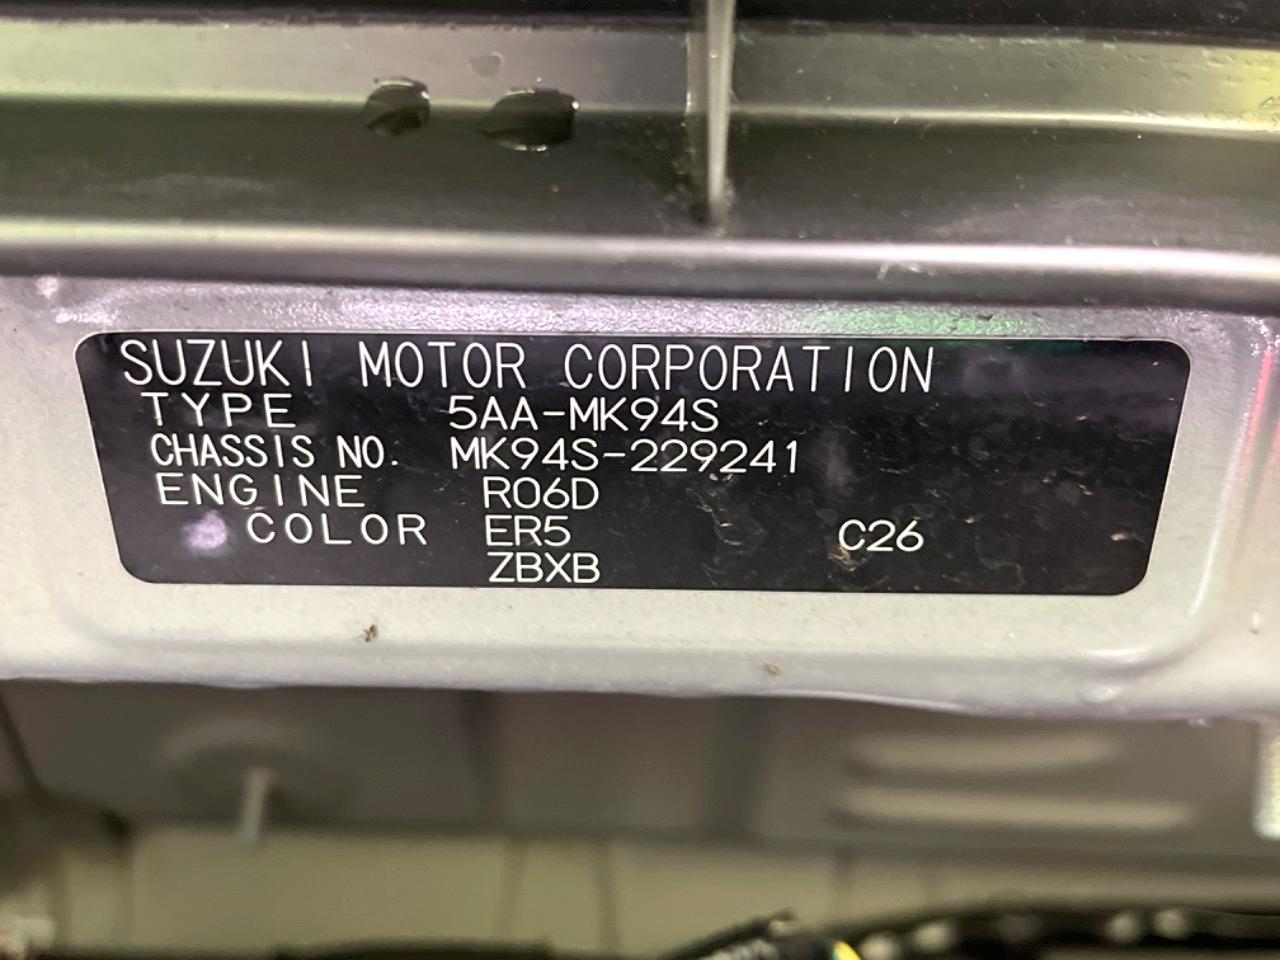 SUZUKI MOTOR CORPORATION
TYPE 5AA-MK94S
CHASSIS NO. MK94S-229241
ENGINE R06D
COLOR ER5 C26
ZBXB